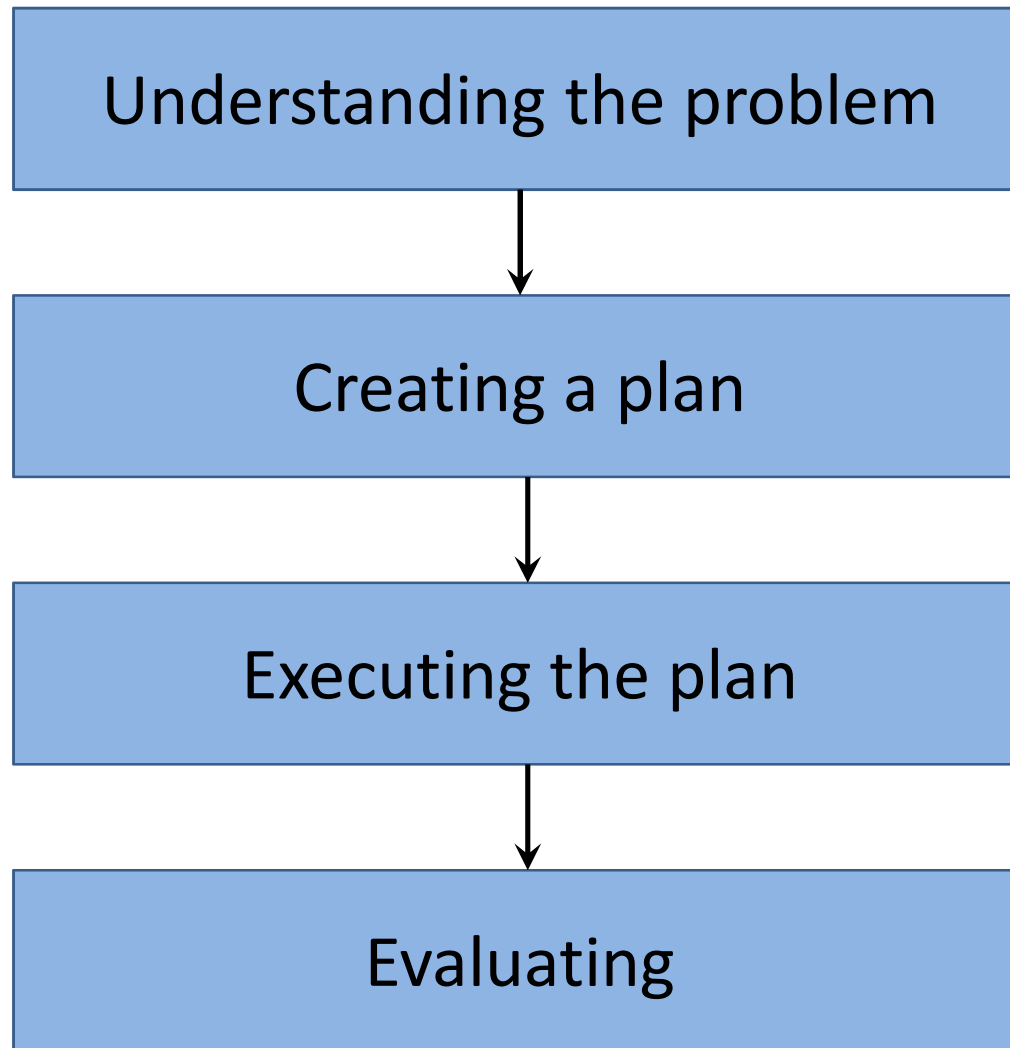 Understanding the problem
Creating a plan
Executing the plan
Evaluating